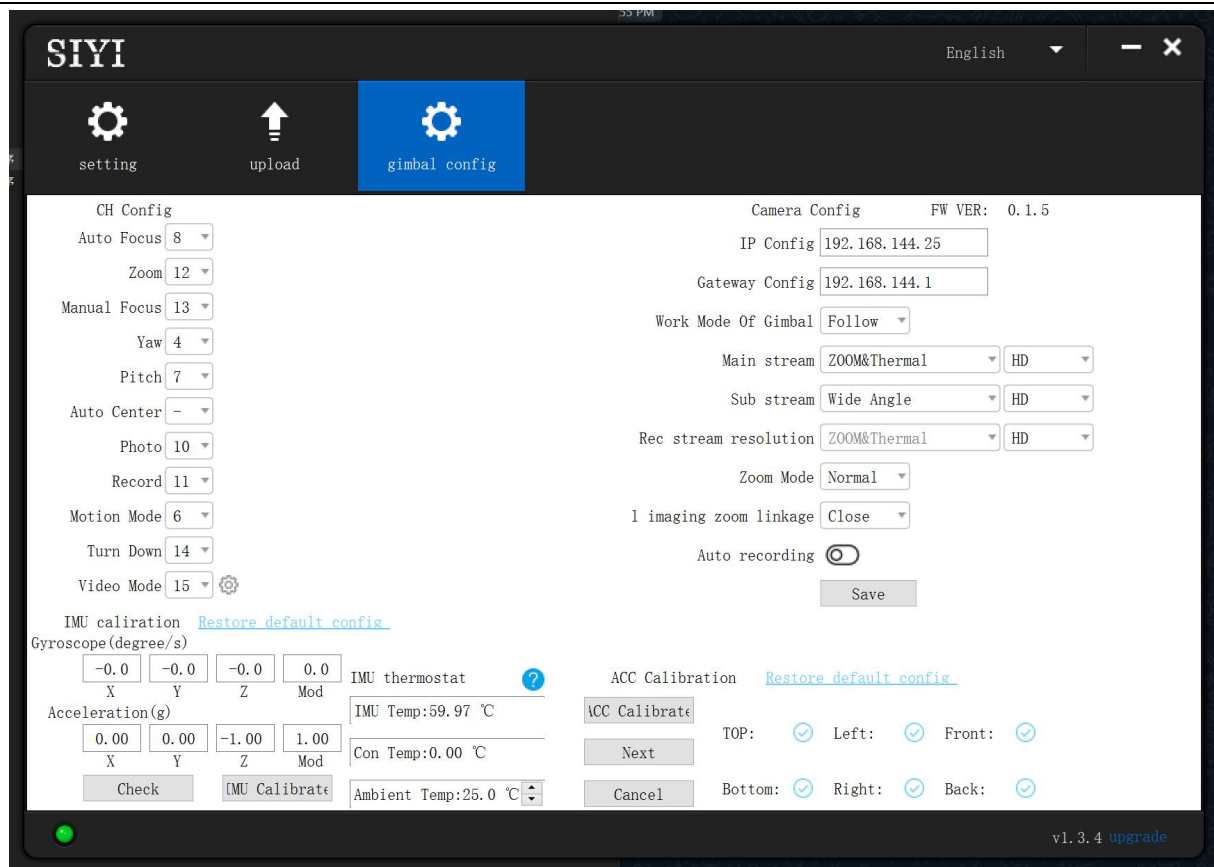 55 PM
SIYI
English
setting
upload
gimbal config
CH Config
Auto Focus 8
Zoom 12
Manual Focus 13
Yaw 4
Pitch 7
Auto Center -
Photo 10
Record 11
Motion Mode 6
Turn Down 14
Video Mode 15
Camera Config FW VER: 0.1.5
IP Config 192.168.144.25
Gateway Config 192.168.144.1
Work Mode Of Gimbal Follow
Main stream ZOOM&Thermal HD
Sub stream Wide Angle HD
Rec stream resolution ZOOM&Thermal HD
Zoom Mode Normal
l imaging zoom linkage Close
Auto recording
Save
IMU caliration Restore default config
Gyroscope(degree/s)
-0.0 -0.0 -0.0 0.0
X Y Z Mod
Acceleration(g)
0.00 0.00 -1.00 1.00
X Y Z Mod
Check IMU Calibrate
IMU thermostat ?
IMU Temp:59.97 ℃
Con Temp:0.00 ℃
Ambient Temp:25.0 ℃
ACC Calibration Restore default config
ACC Calibrate
Next
Cancel
TOP: Left: Front:
Bottom: Right: Back:
v1.3.4 upgrade